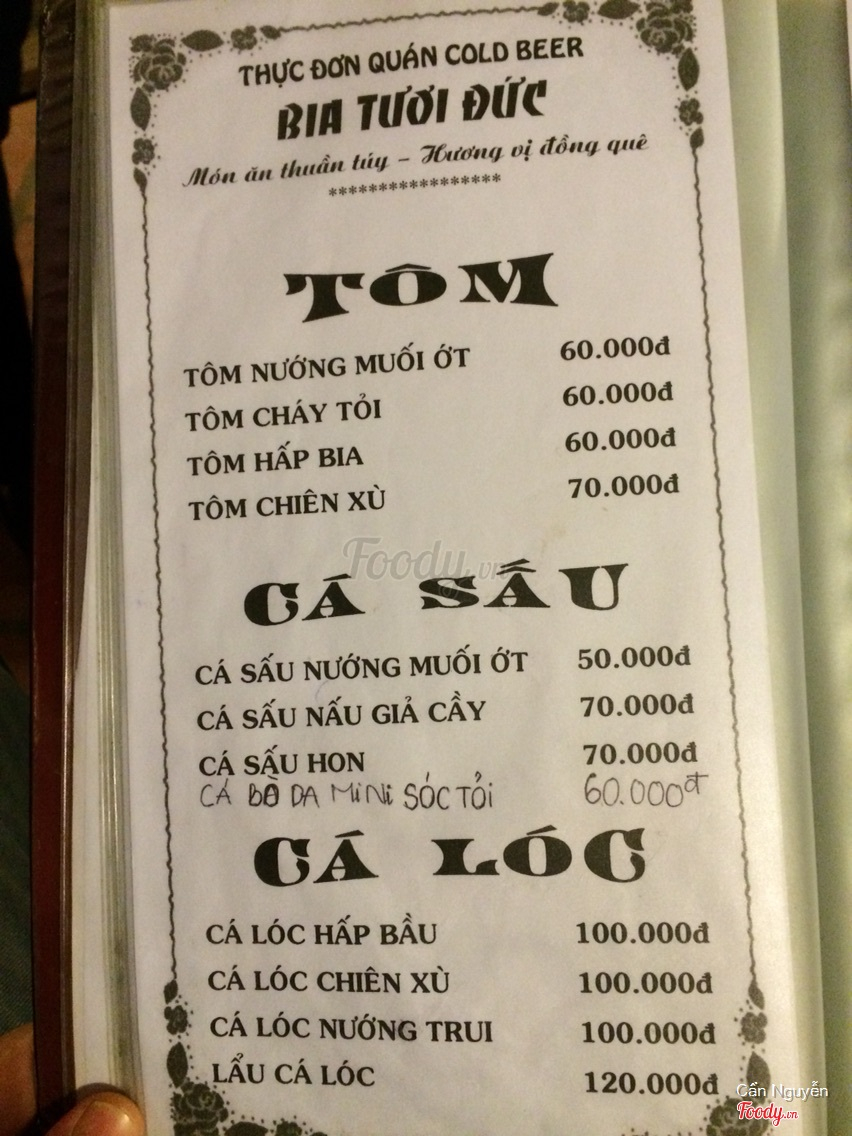 THỰC ĐƠN QUÁN COLD BEER
BIA TƯƠI ĐỨC
Món ăn thuần túy – Hương vị đồng quê
*****************
TÔM
TÔM NƯỚNG MUỐI ỚT 60.000đ
TÔM CHÁY TỎI 60.000đ
TÔM HẤP BIA 60.000đ
TÔM CHIÊN XÙ 70.000đ
Foody.vn
CÁ SẤU
CÁ SẤU NƯỚNG MUỐI ỚT 50.000đ
CÁ SẤU NẤU GIẢ CẦY 70.000đ
CÁ SẤU HON 70.000đ
CÁ BÒ DA MiNi SÓC TỎI 60.000đ
CÁ LÓC
CÁ LÓC HẤP BẦU 100.000đ
CÁ LÓC CHIÊN XÙ 100.000đ
CÁ LÓC NƯỚNG TRUI 100.000đ
LẨU CÁ LÓC 120.000đ
Cần Nguyễn
Foody.vn